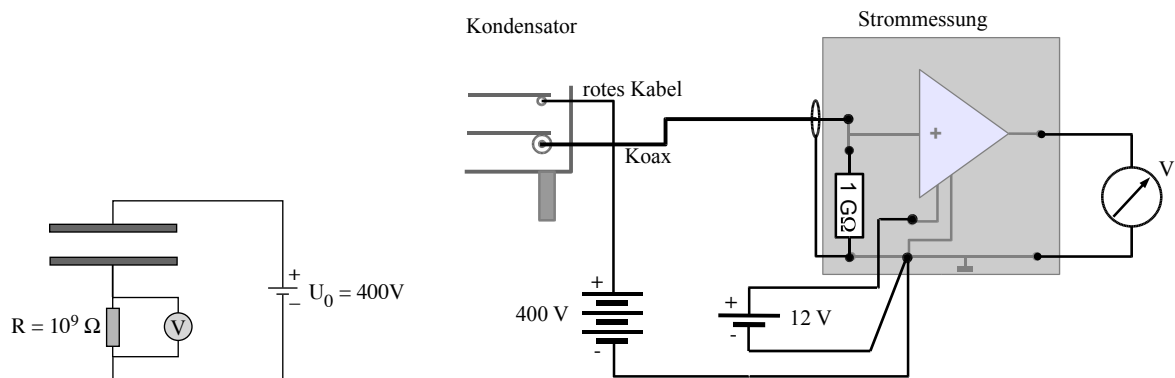 Strommessung
Kondensator
rotes Kabel
+
Koax
V
1 GΩ
+
U₀ = 400V
−
R = 10⁹ Ω
V
+
400 V
-
+
12 V
-